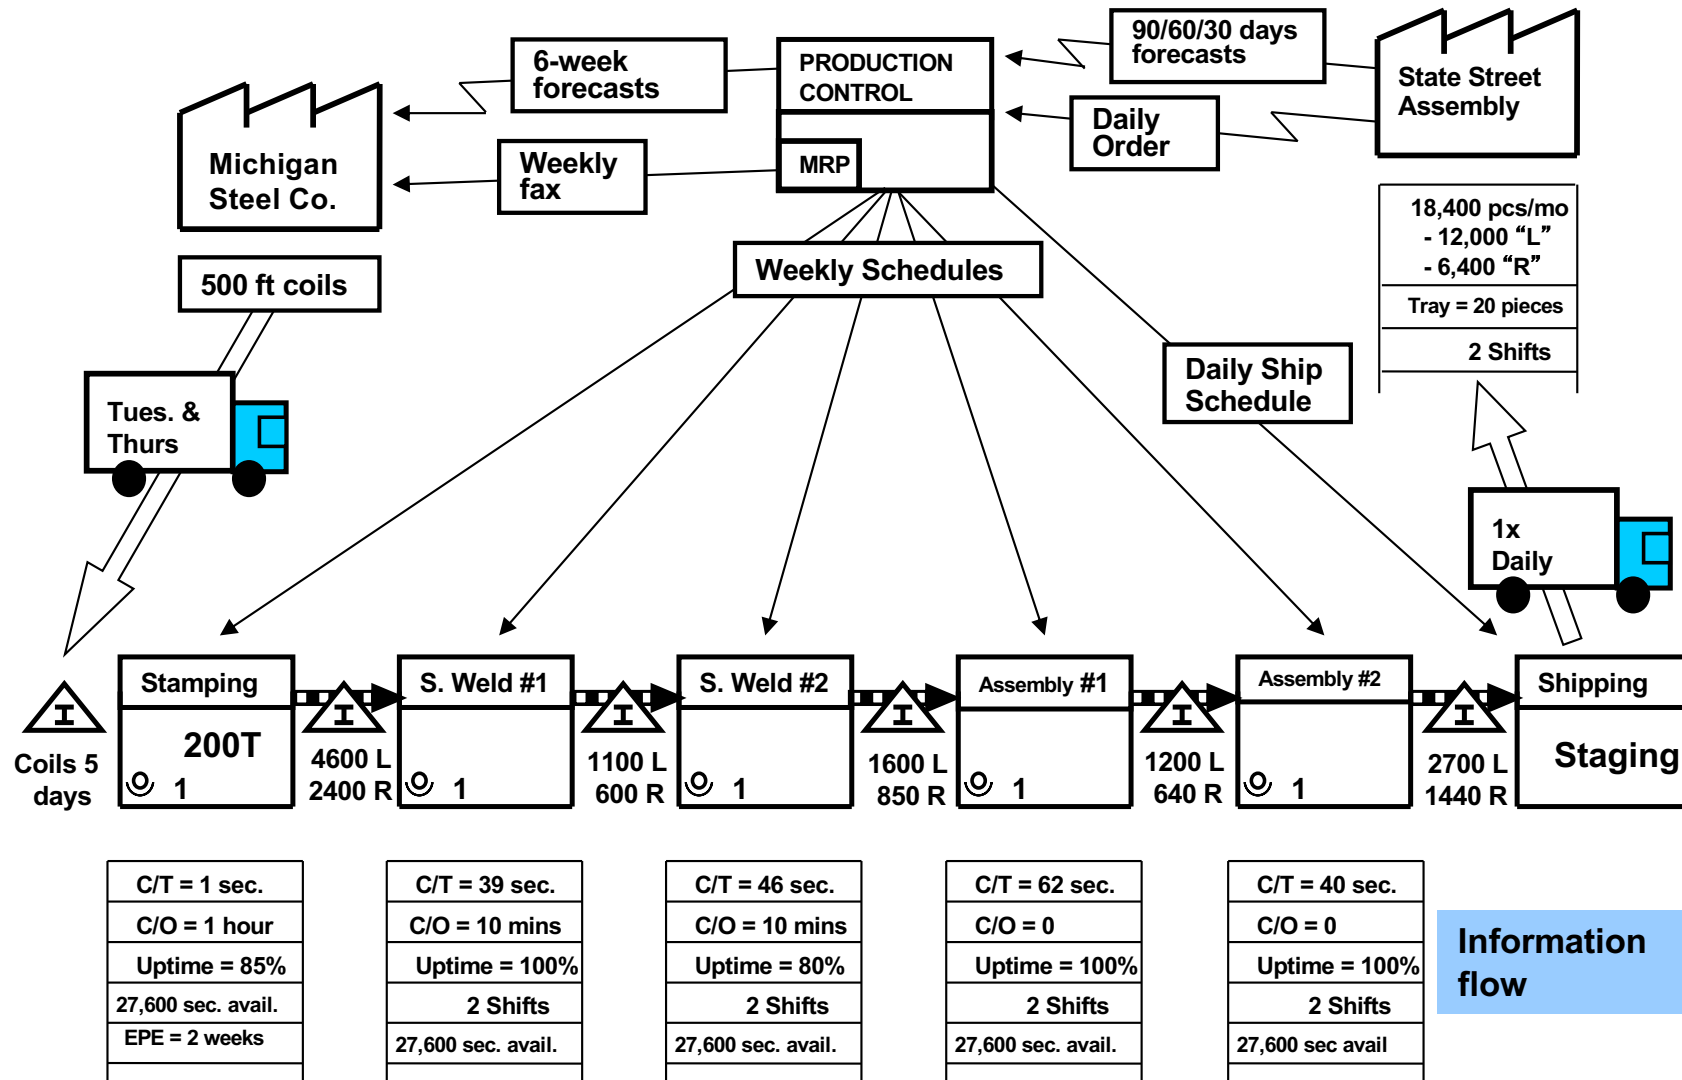 6-week
forecasts
PRODUCTION
CONTROL
MRP
90/60/30 days
forecasts
State Street
Assembly
Daily
Order
Michigan
Steel Co.
Weekly
fax
18,400 pcs/mo
- 12,000 “L”
- 6,400 “R”
Tray = 20 pieces
2 Shifts
500 ft coils
Weekly Schedules
Daily Ship
Schedule
Tues. &
Thurs
1x
Daily
I
Coils 5
days
Stamping
200T
1
I
4600 L
2400 R
S. Weld #1
1
I
1100 L
600 R
S. Weld #2
1
I
1600 L
850 R
Assembly #1
1
I
1200 L
640 R
Assembly #2
1
I
2700 L
1440 R
Shipping
Staging
C/T = 1 sec.
C/O = 1 hour
Uptime = 85%
27,600 sec. avail.
EPE = 2 weeks
C/T = 39 sec.
C/O = 10 mins
Uptime = 100%
2 Shifts
27,600 sec. avail.
C/T = 46 sec.
C/O = 10 mins
Uptime = 80%
2 Shifts
27,600 sec. avail.
C/T = 62 sec.
C/O = 0
Uptime = 100%
2 Shifts
27,600 sec. avail.
C/T = 40 sec.
C/O = 0
Uptime = 100%
2 Shifts
27,600 sec avail
Information
flow